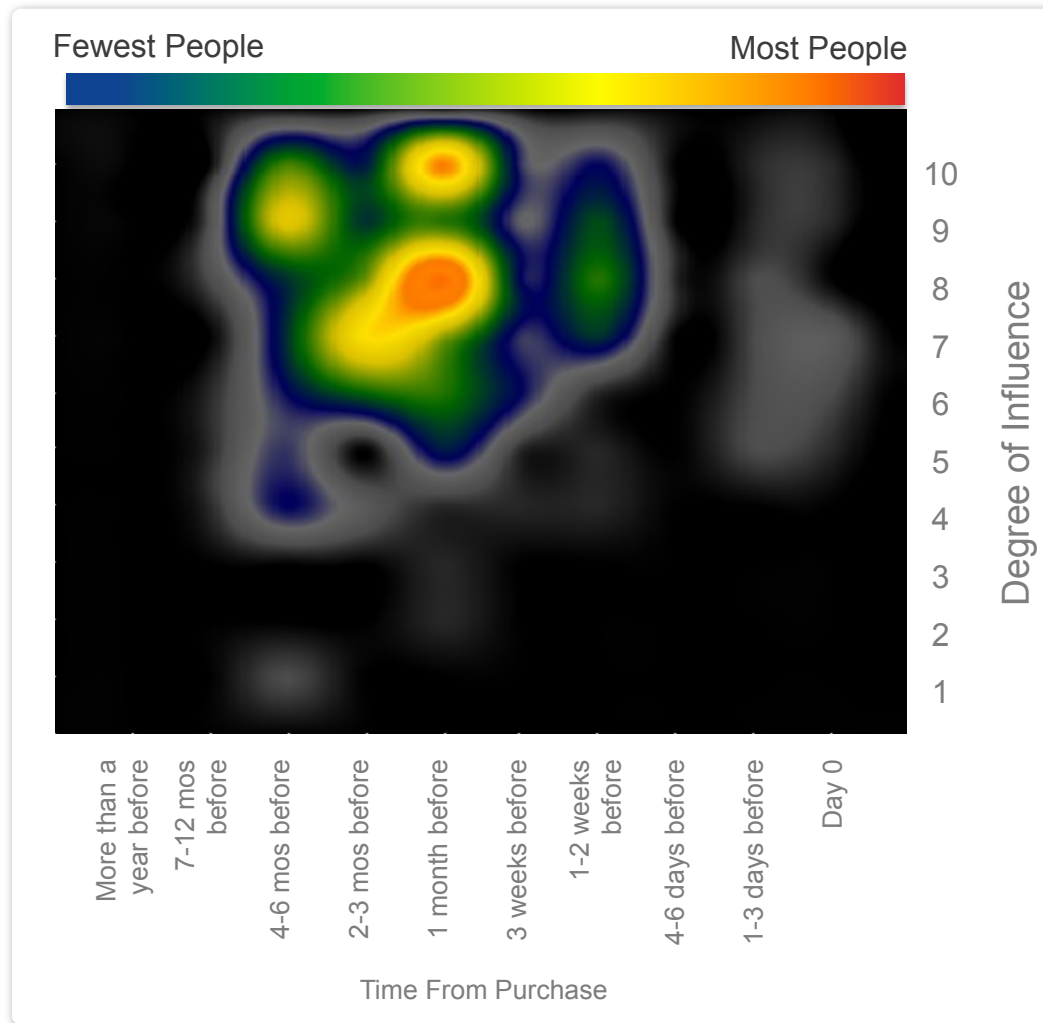 Fewest People
Most People
10
9
8
7
6
5
4
3
2
1
Degree of Influence
More than a
year before
7-12 mos
before
4-6 mos before
2-3 mos before
1 month before
3 weeks before
1-2 weeks
before
4-6 days before
1-3 days before
Day 0
Time From Purchase